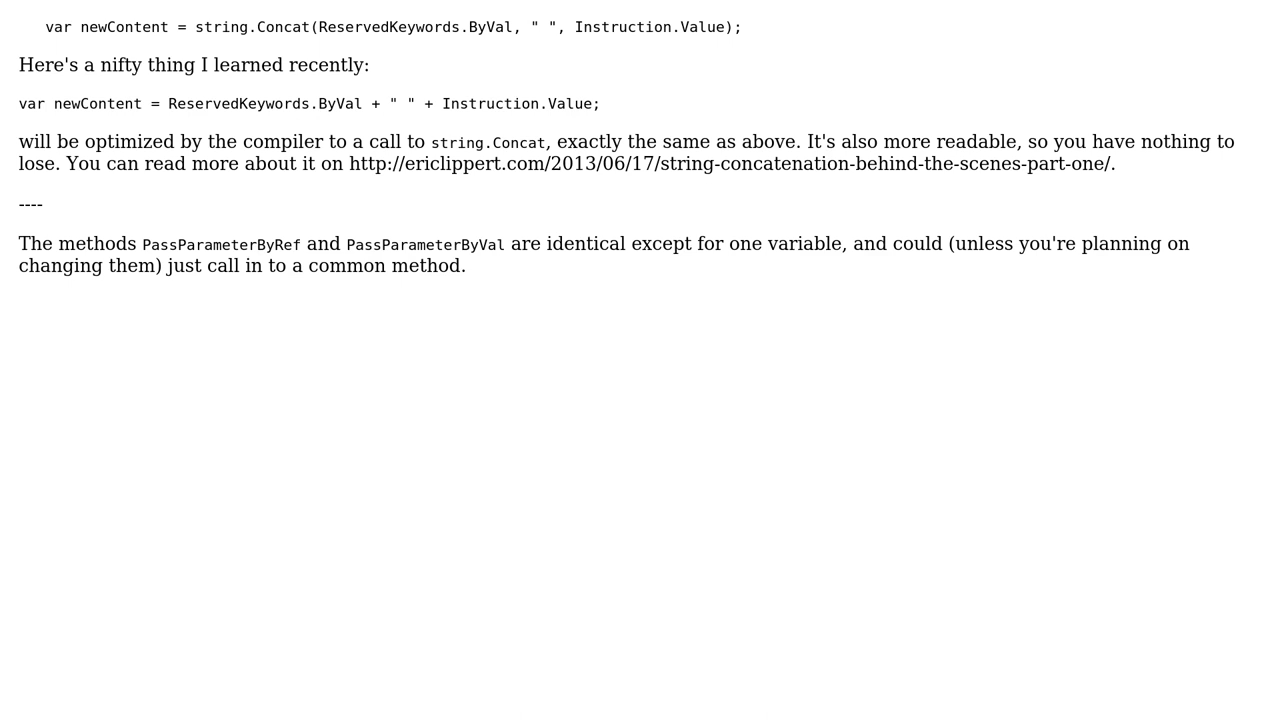 var newContent = string.Concat(ReservedKeywords.ByVal, " ", Instruction.Value);
Here's a nifty thing I learned recently:
var newContent = ReservedKeywords.ByVal + " " + Instruction.Value;
will be optimized by the compiler to a call to string.Concat, exactly the same as above. It's also more readable, so you have nothing to
lose. You can read more about it on http://ericlippert.com/2013/06/17/string-concatenation-behind-the-scenes-part-one/.
----
The methods PassParameterByRef and PassParameterByVal are identical except for one variable, and could (unless you're planning on
changing them) just call in to a common method.